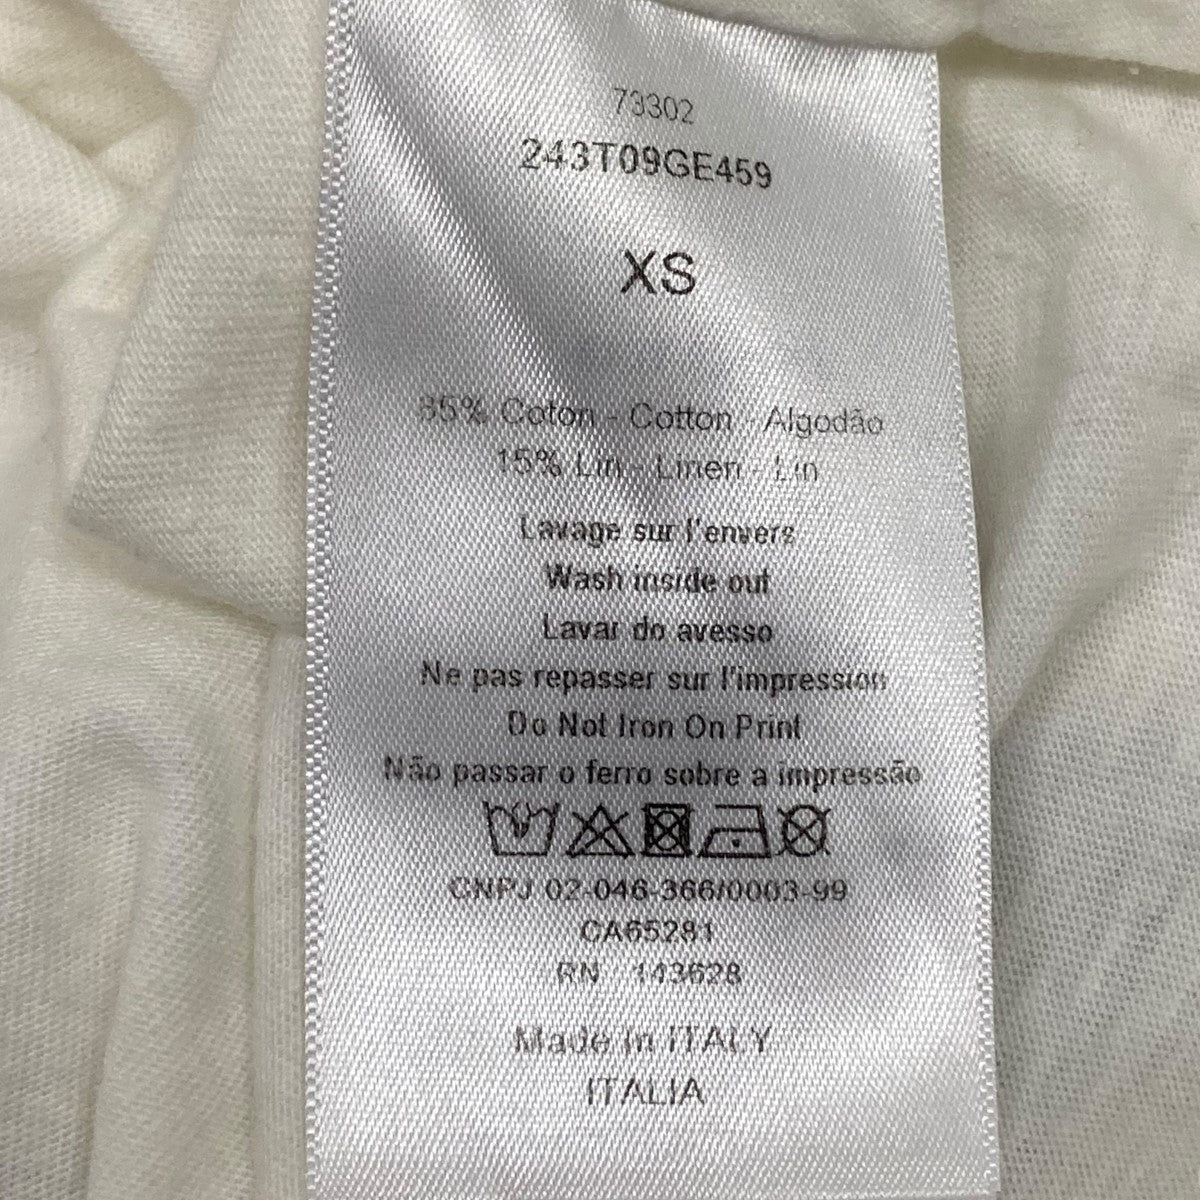 73302
243T09GE459
XS
85% Coton - Cotton - Algodão
15% Lin - Linen - Lin
Lavage sur l'envers
Wash inside out
Lavar do avesso
Ne pas repasser sur l'impression
Do Not Iron On Print
Não passar o ferro sobre a impressão
CNPJ 02-046-366/0003-99
CA65281
RN 143628
Made in ITALY
ITALIA